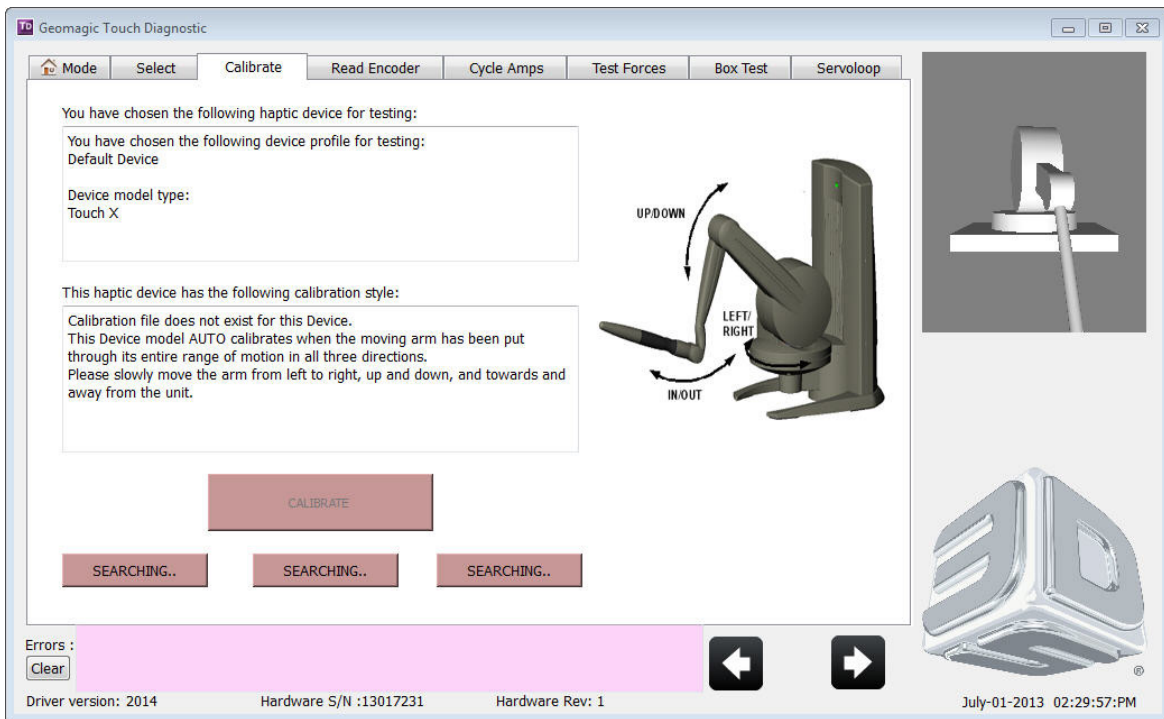 Geomagic Touch Diagnostic
Mode
Select
Calibrate
Read Encoder
Cycle Amps
Test Forces
Box Test
Servoloop
You have chosen the following haptic device for testing:
You have chosen the following device profile for testing:
Default Device
Device model type:
Touch X
UP/DOWN
LEFT/
RIGHT
IN/OUT
This haptic device has the following calibration style:
Calibration file does not exist for this Device.
This Device model AUTO calibrates when the moving arm has been put
through its entire range of motion in all three directions.
Please slowly move the arm from left to right, up and down, and towards and
away from the unit.
CALIBRATE
SEARCHING..
SEARCHING..
SEARCHING..
Errors :
Clear
®
Driver version: 2014
Hardware S/N :13017231
Hardware Rev: 1
July-01-2013 02:29:57:PM